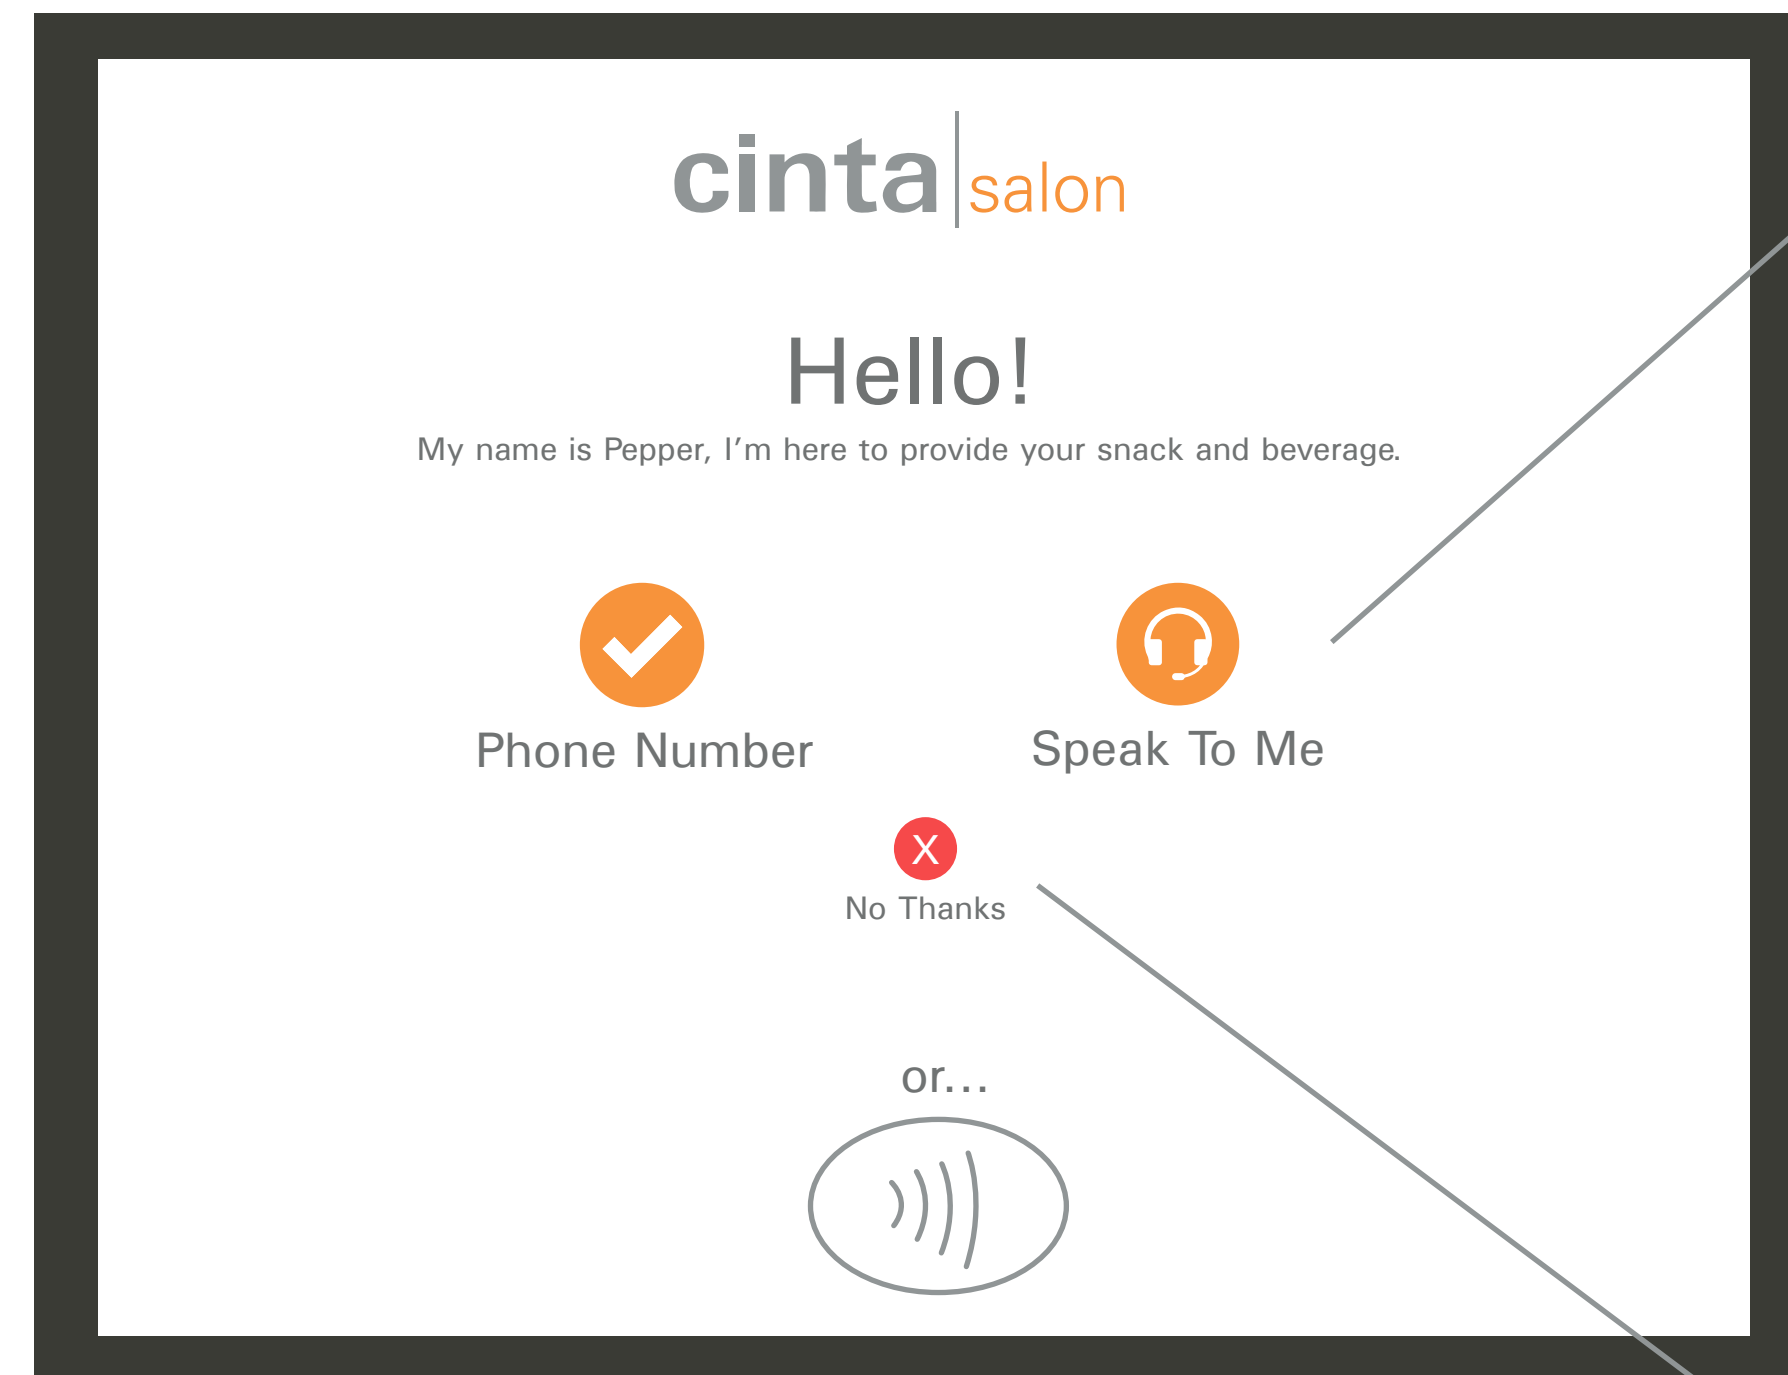 cinta salon
Hello!
My name is Pepper, I'm here to provide your snack and beverage.
Phone Number
Speak To Me
X
No Thanks
or...